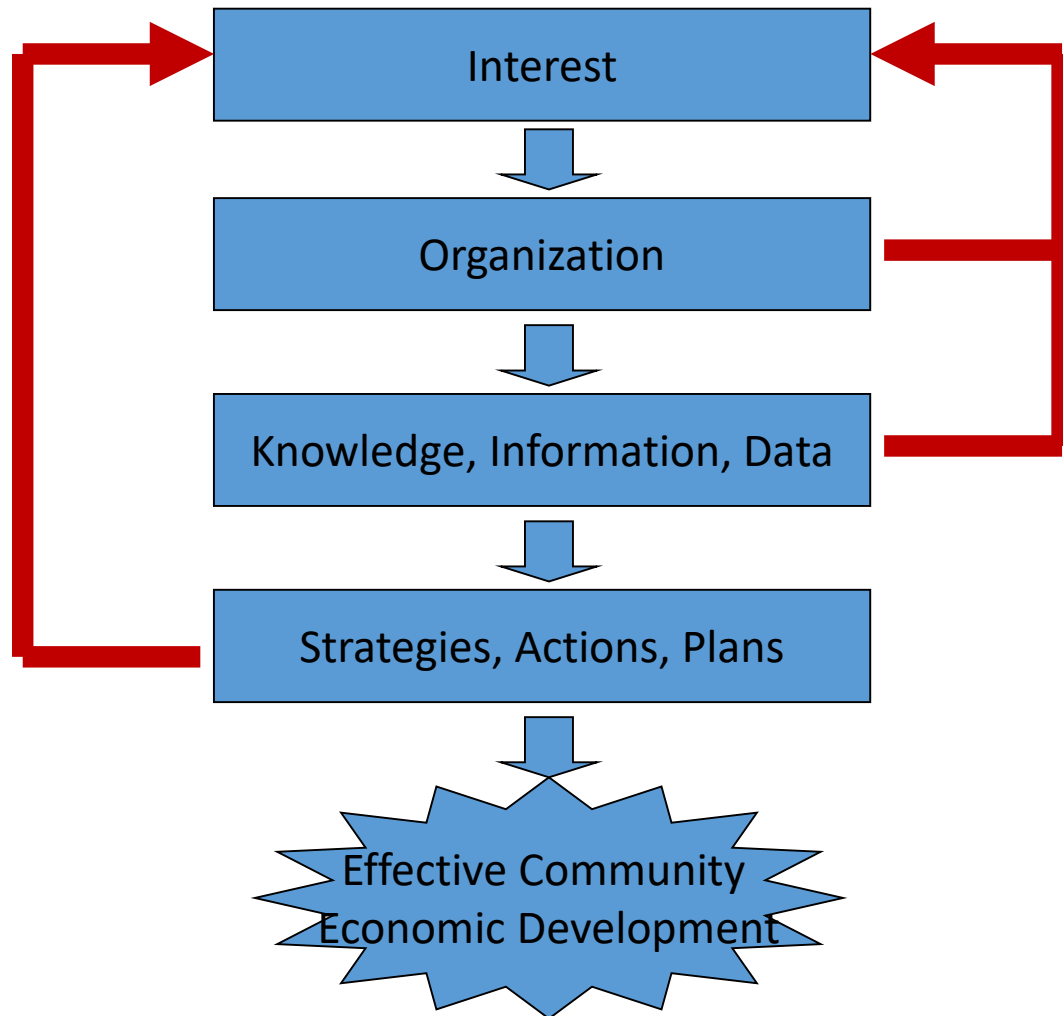 Interest
Organization
Knowledge, Information, Data
Strategies, Actions, Plans
Effective Community
Economic Development